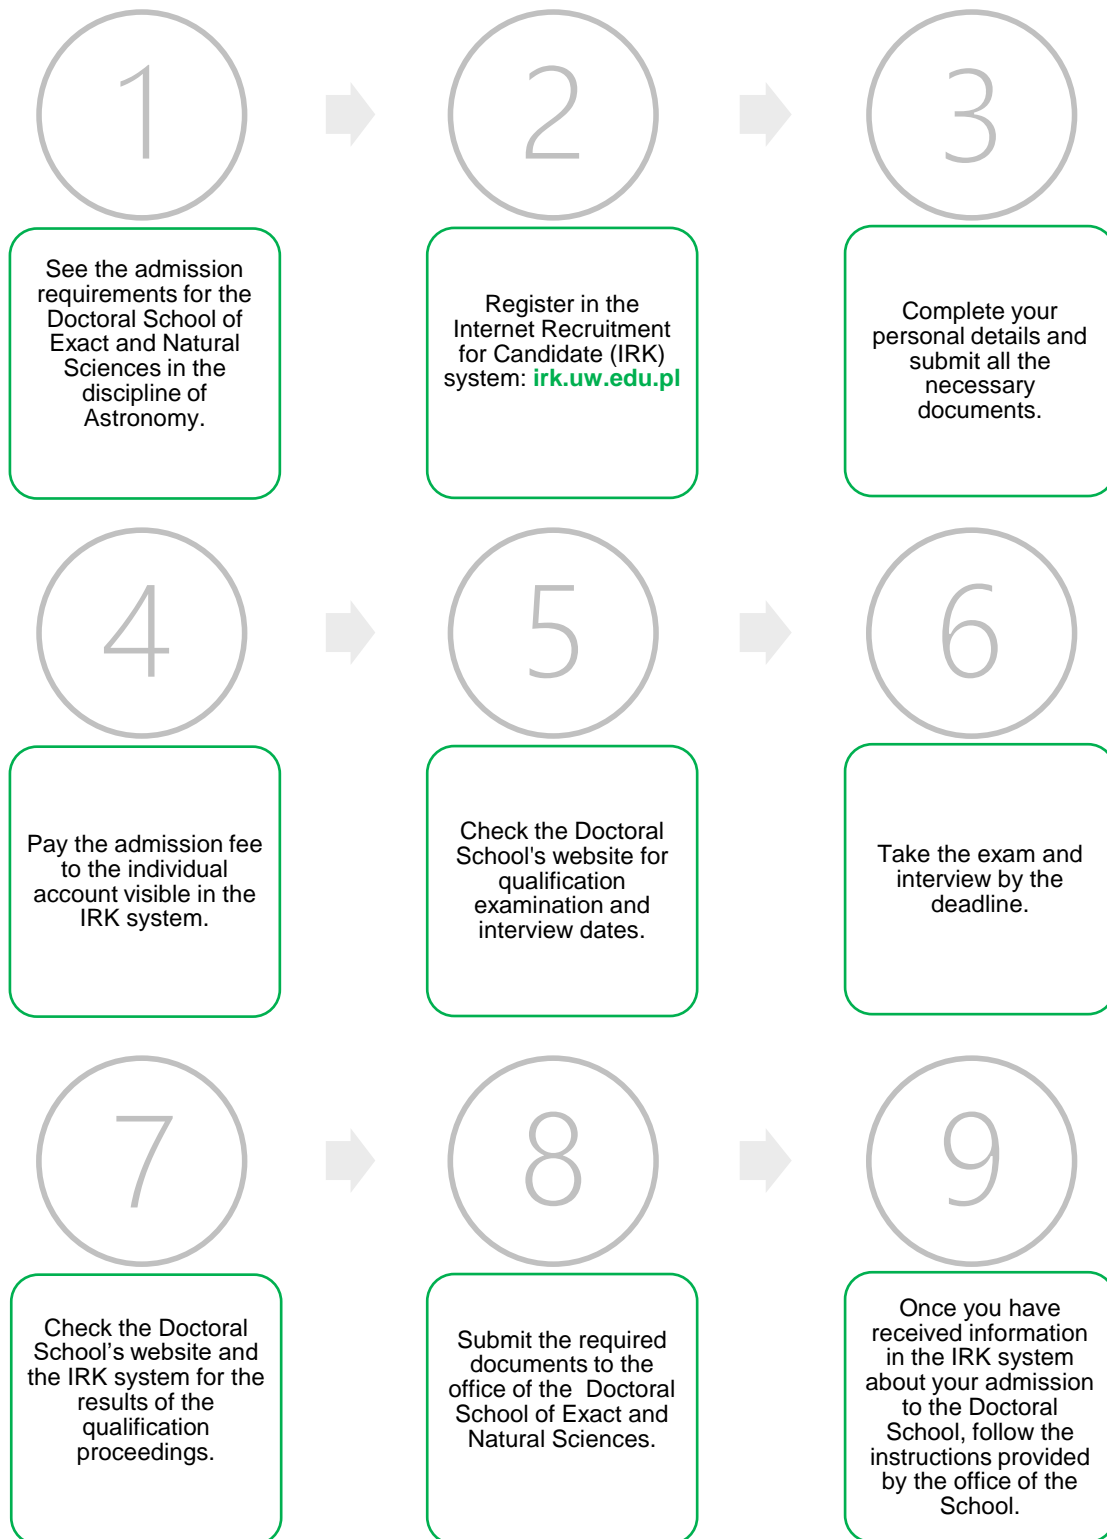 1
See the admission
requirements for the
Doctoral School of
Exact and Natural
Sciences in the
discipline of
Astronomy.
2
Register in the
Internet Recruitment
for Candidate (IRK)
system: irk.uw.edu.pl
3
Complete your
personal details and
submit all the
necessary
documents.
4
Pay the admission fee
to the individual
account visible in the
IRK system.
5
Check the Doctoral
School's website for
qualification
examination and
interview dates.
6
Take the exam and
interview by the
deadline.
7
Check the Doctoral
School’s website and
the IRK system for the
results of the
qualification
proceedings.
8
Submit the required
documents to the
office of the  Doctoral
School of Exact and
Natural Sciences.
9
Once you have
received information
in the IRK system
about your admission
to the Doctoral
School, follow the
instructions provided
by the office of the
School.